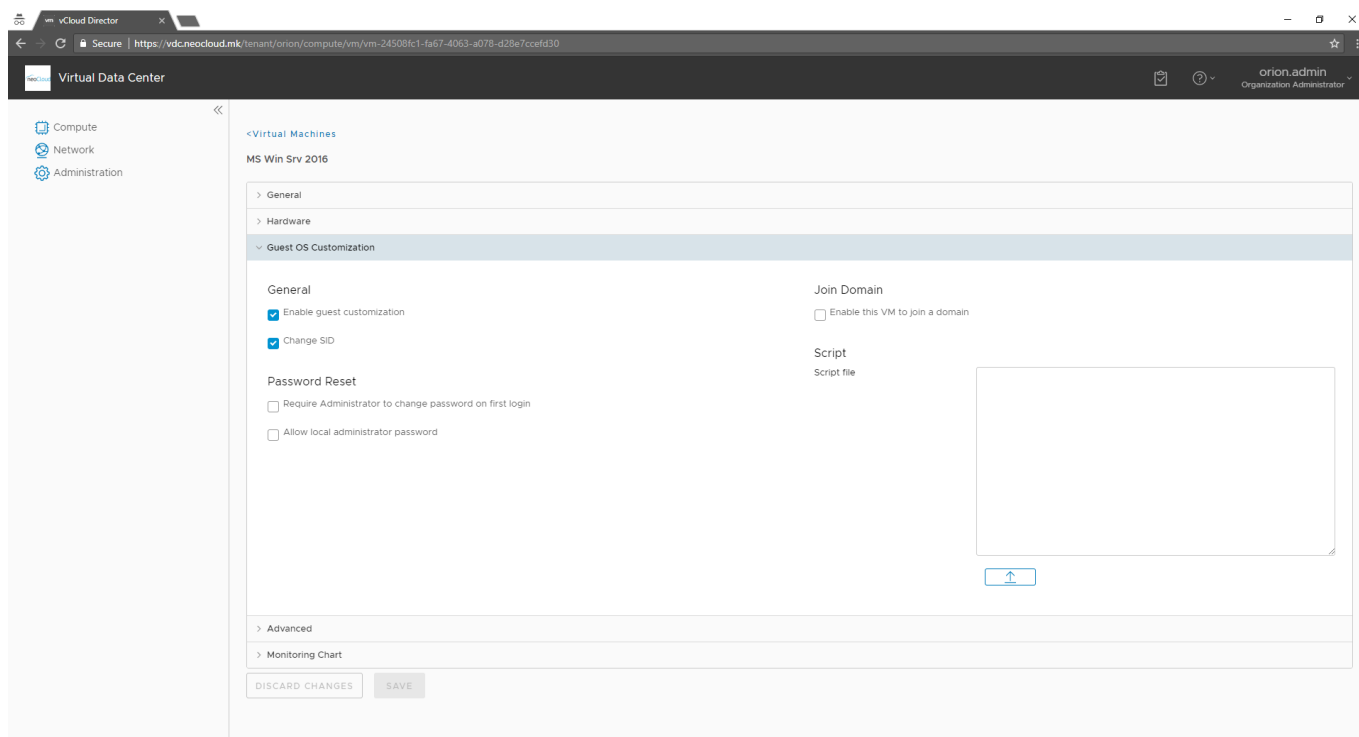 vm vCloud Director
Secure | https://vdc.neocloud.mk/tenant/orion/compute/vm/vm-24508fc1-fa67-4063-a078-d28e7ccefd30
neoCloud Virtual Data Center
orion.admin
Organization Administrator
Compute
Network
Administration
<Virtual Machines
MS Win Srv 2016
General
Hardware
Guest OS Customization
General
Enable guest customization
Change SID
Password Reset
Require Administrator to change password on first login
Allow local administrator password
Join Domain
Enable this VM to join a domain
Script
Script file
Advanced
Monitoring Chart
DISCARD CHANGES
SAVE